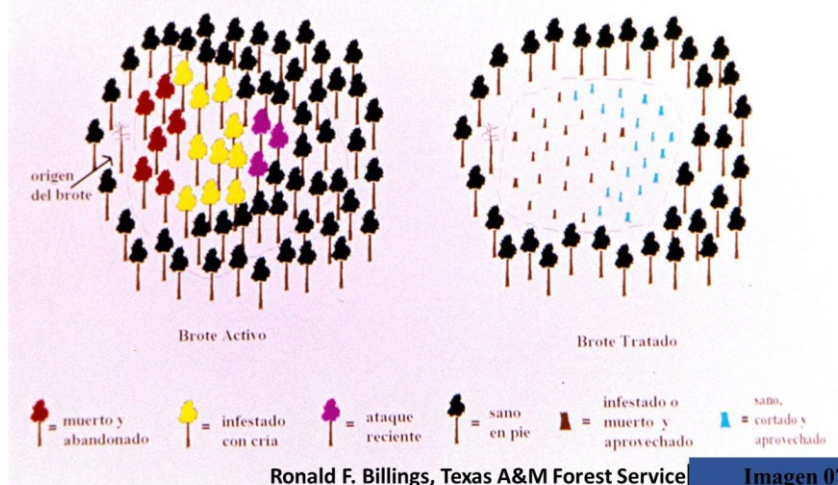 origen
del brote
Brote Activo
Brote Tratado
= muerto y
abandonado
= infestado
con cría
= ataque
reciente
= sano
en pie
= infestado o
muerto y
aprovechado
= sano,
cortado y
aprovechado
Ronald F. Billings, Texas A&M Forest Service
Imagen